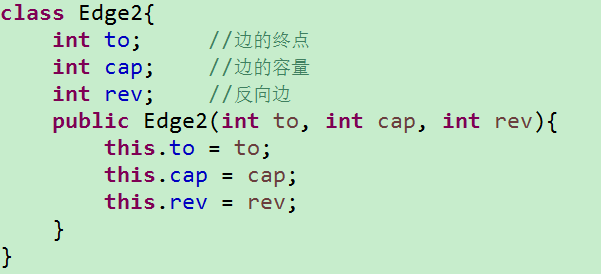 class Edge2{
    int to;      //边的终点
    int cap;     //边的容量
    int rev;     //反向边
    public Edge2(int to, int cap, int rev){
        this.to = to;
        this.cap = cap;
        this.rev = rev;
    }
}